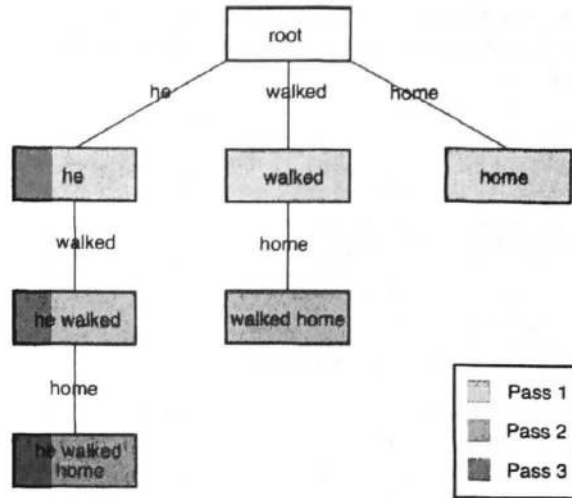 root
he
walked
home
he
walked
home
walked
home
he walked
walked home
home
he walked
home
Pass 1
Pass 2
Pass 3